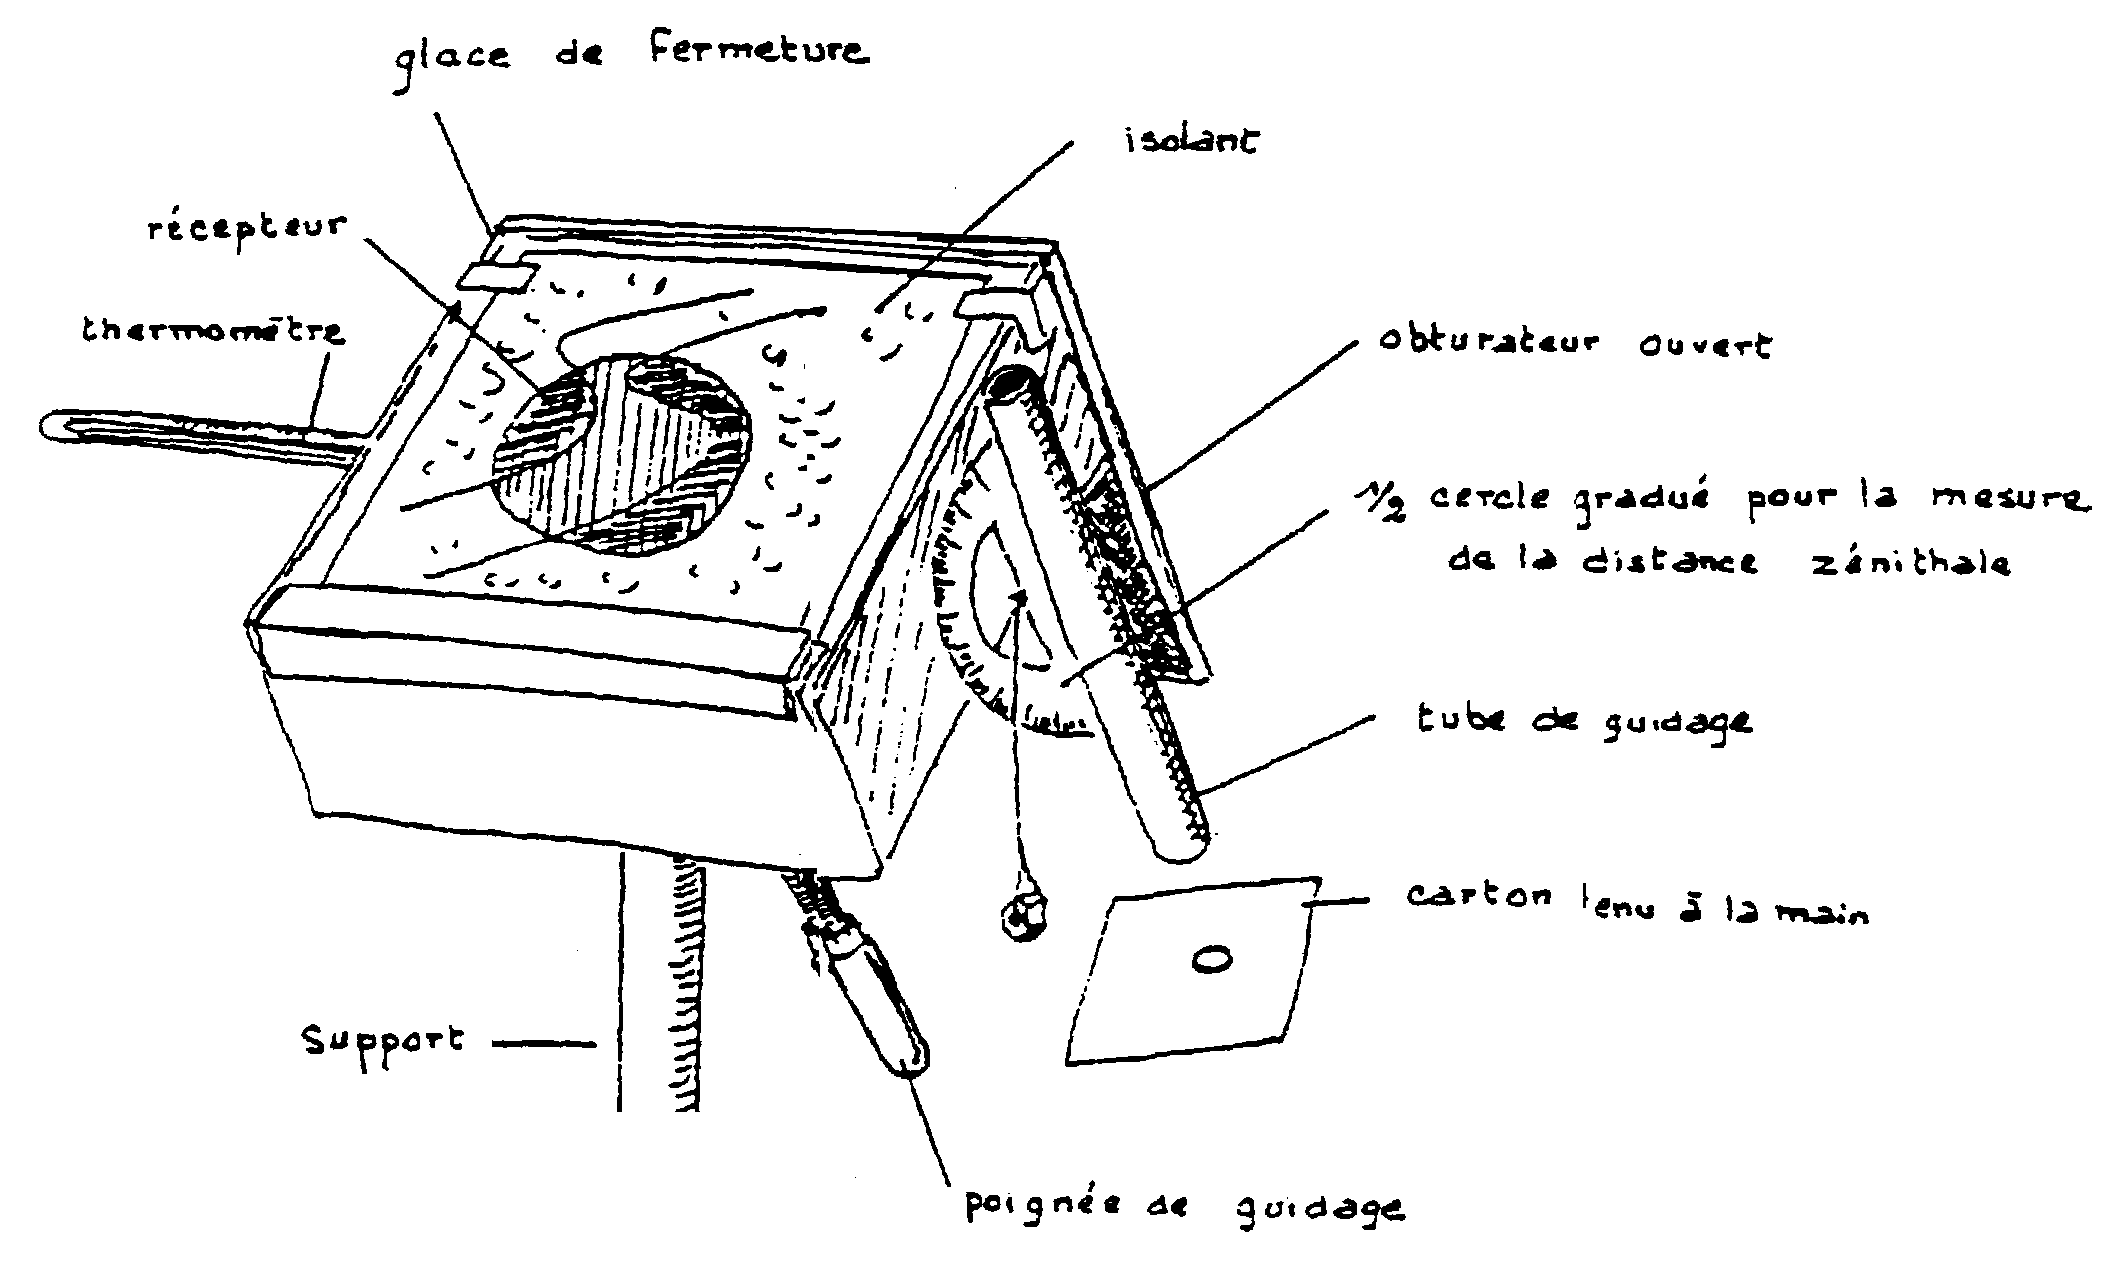 glace de fermeture
isolant
récepteur
thermomètre
obturateur ouvert
1/2 cercle gradué pour la mesure
de la distance zénithale
tube de guidage
carton tenu à la main
support
poignée de guidage